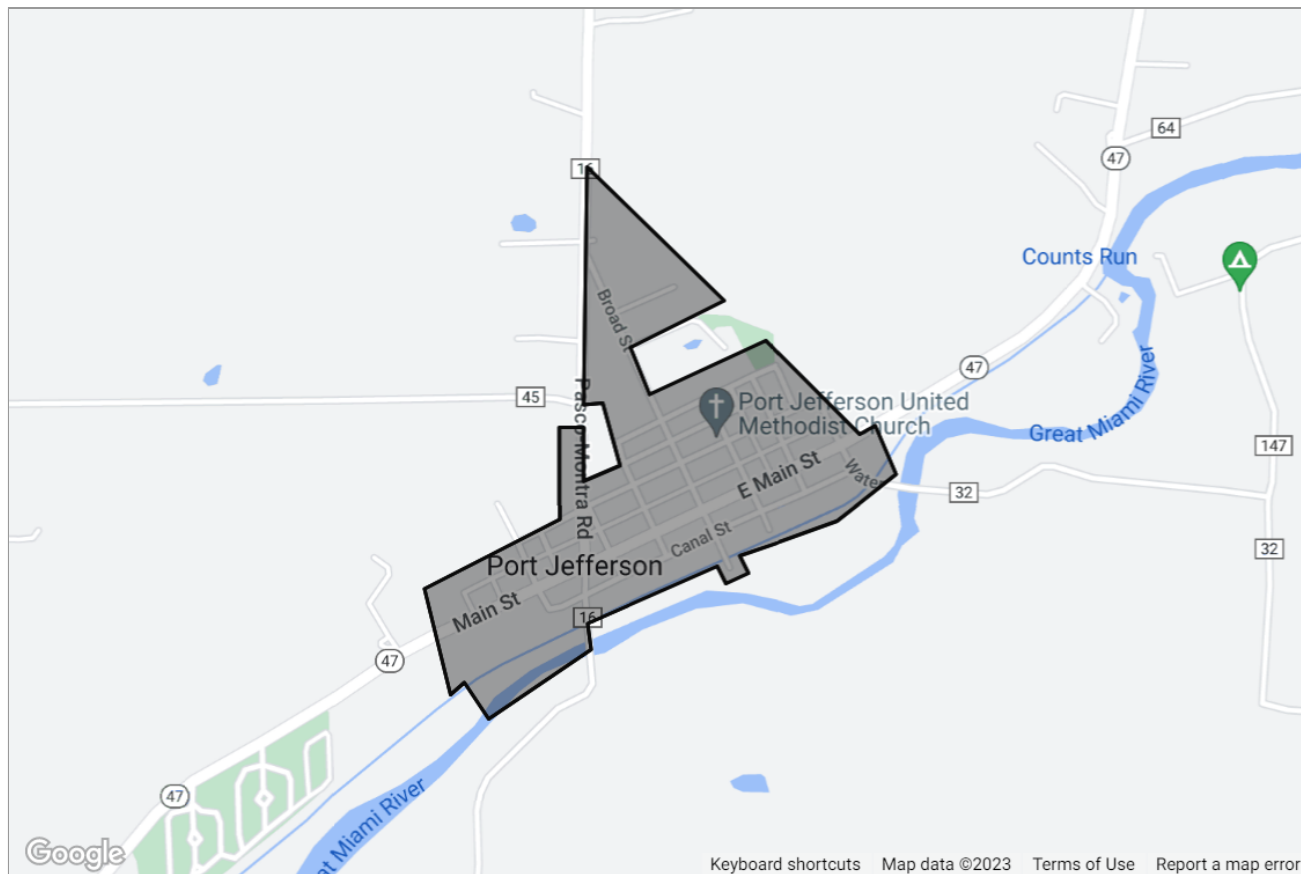 64
47
16
Counts Run
Broad St
47
45
Port Jefferson United
Methodist Church
Great Miami River
147
Pasco-Montra Rd
E Main St
Water
32
Canal St
32
Port Jefferson
Main St
16
47
47
at Miami River
Google
Keyboard shortcuts Map data ©2023 Terms of Use Report a map error